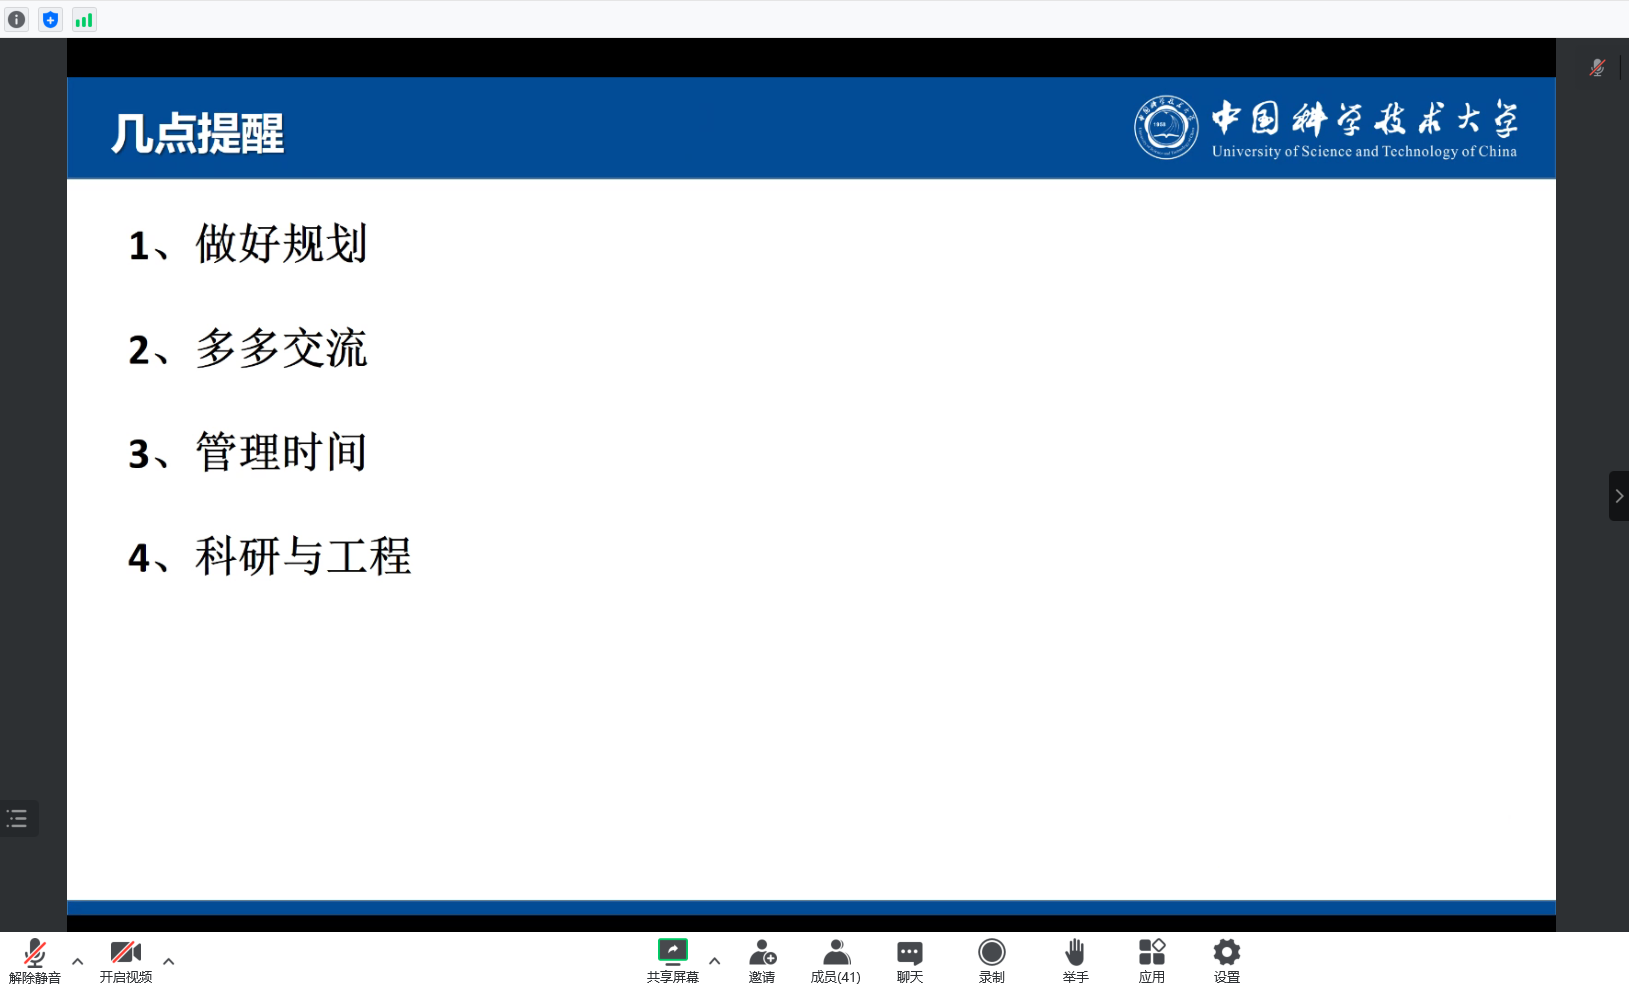 几点提醒
中国科学技术大学
University of Science and Technology of China
1、做好规划
2、多多交流
3、管理时间
4、科研与工程
解除静音
开启视频
共享屏幕
邀请
成员(41)
聊天
录制
举手
应用
设置